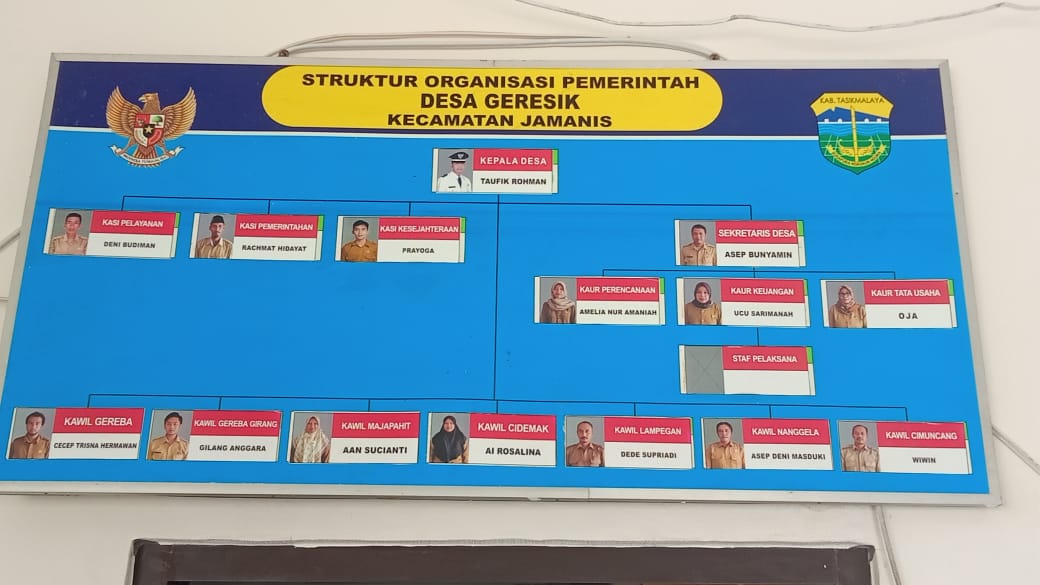 STRUKTUR ORGANISASI PEMERINTAH
DESA GERESIK
KECAMATAN JAMANIS
KAB. TASIKMALAYA
KEPALA DESA
TAUFIK ROHMAN
KASI PELAYANAN
DENI BUDIMAN
KASI PEMERINTAHAN
RACHMAT HIDAYAT
KASI KESEJAHTERAAN
PRAYOGA
SEKRETARIS DESA
ASEP BUNYAMIN
KAUR PERENCANAAN
AMELIA NUR AMANIAH
KAUR KEUANGAN
UCU SARIMANAH
KAUR TATA USAHA
OJA
STAF PELAKSANA
KAWIL GEREBA
CECEP TRISNA HERMAWAN
KAWIL GEREBA GIRANG
GILANG ANGGARA
KAWIL MAJAPAHIT
AAN SUCIANTI
KAWIL CIDEMAK
AI ROSALINA
KAWIL LAMPEGAN
DEDE SUPRIADI
KAWIL NANGGELA
ASEP DENI MASDUKI
KAWIL CIMUNCANG
WIWIN